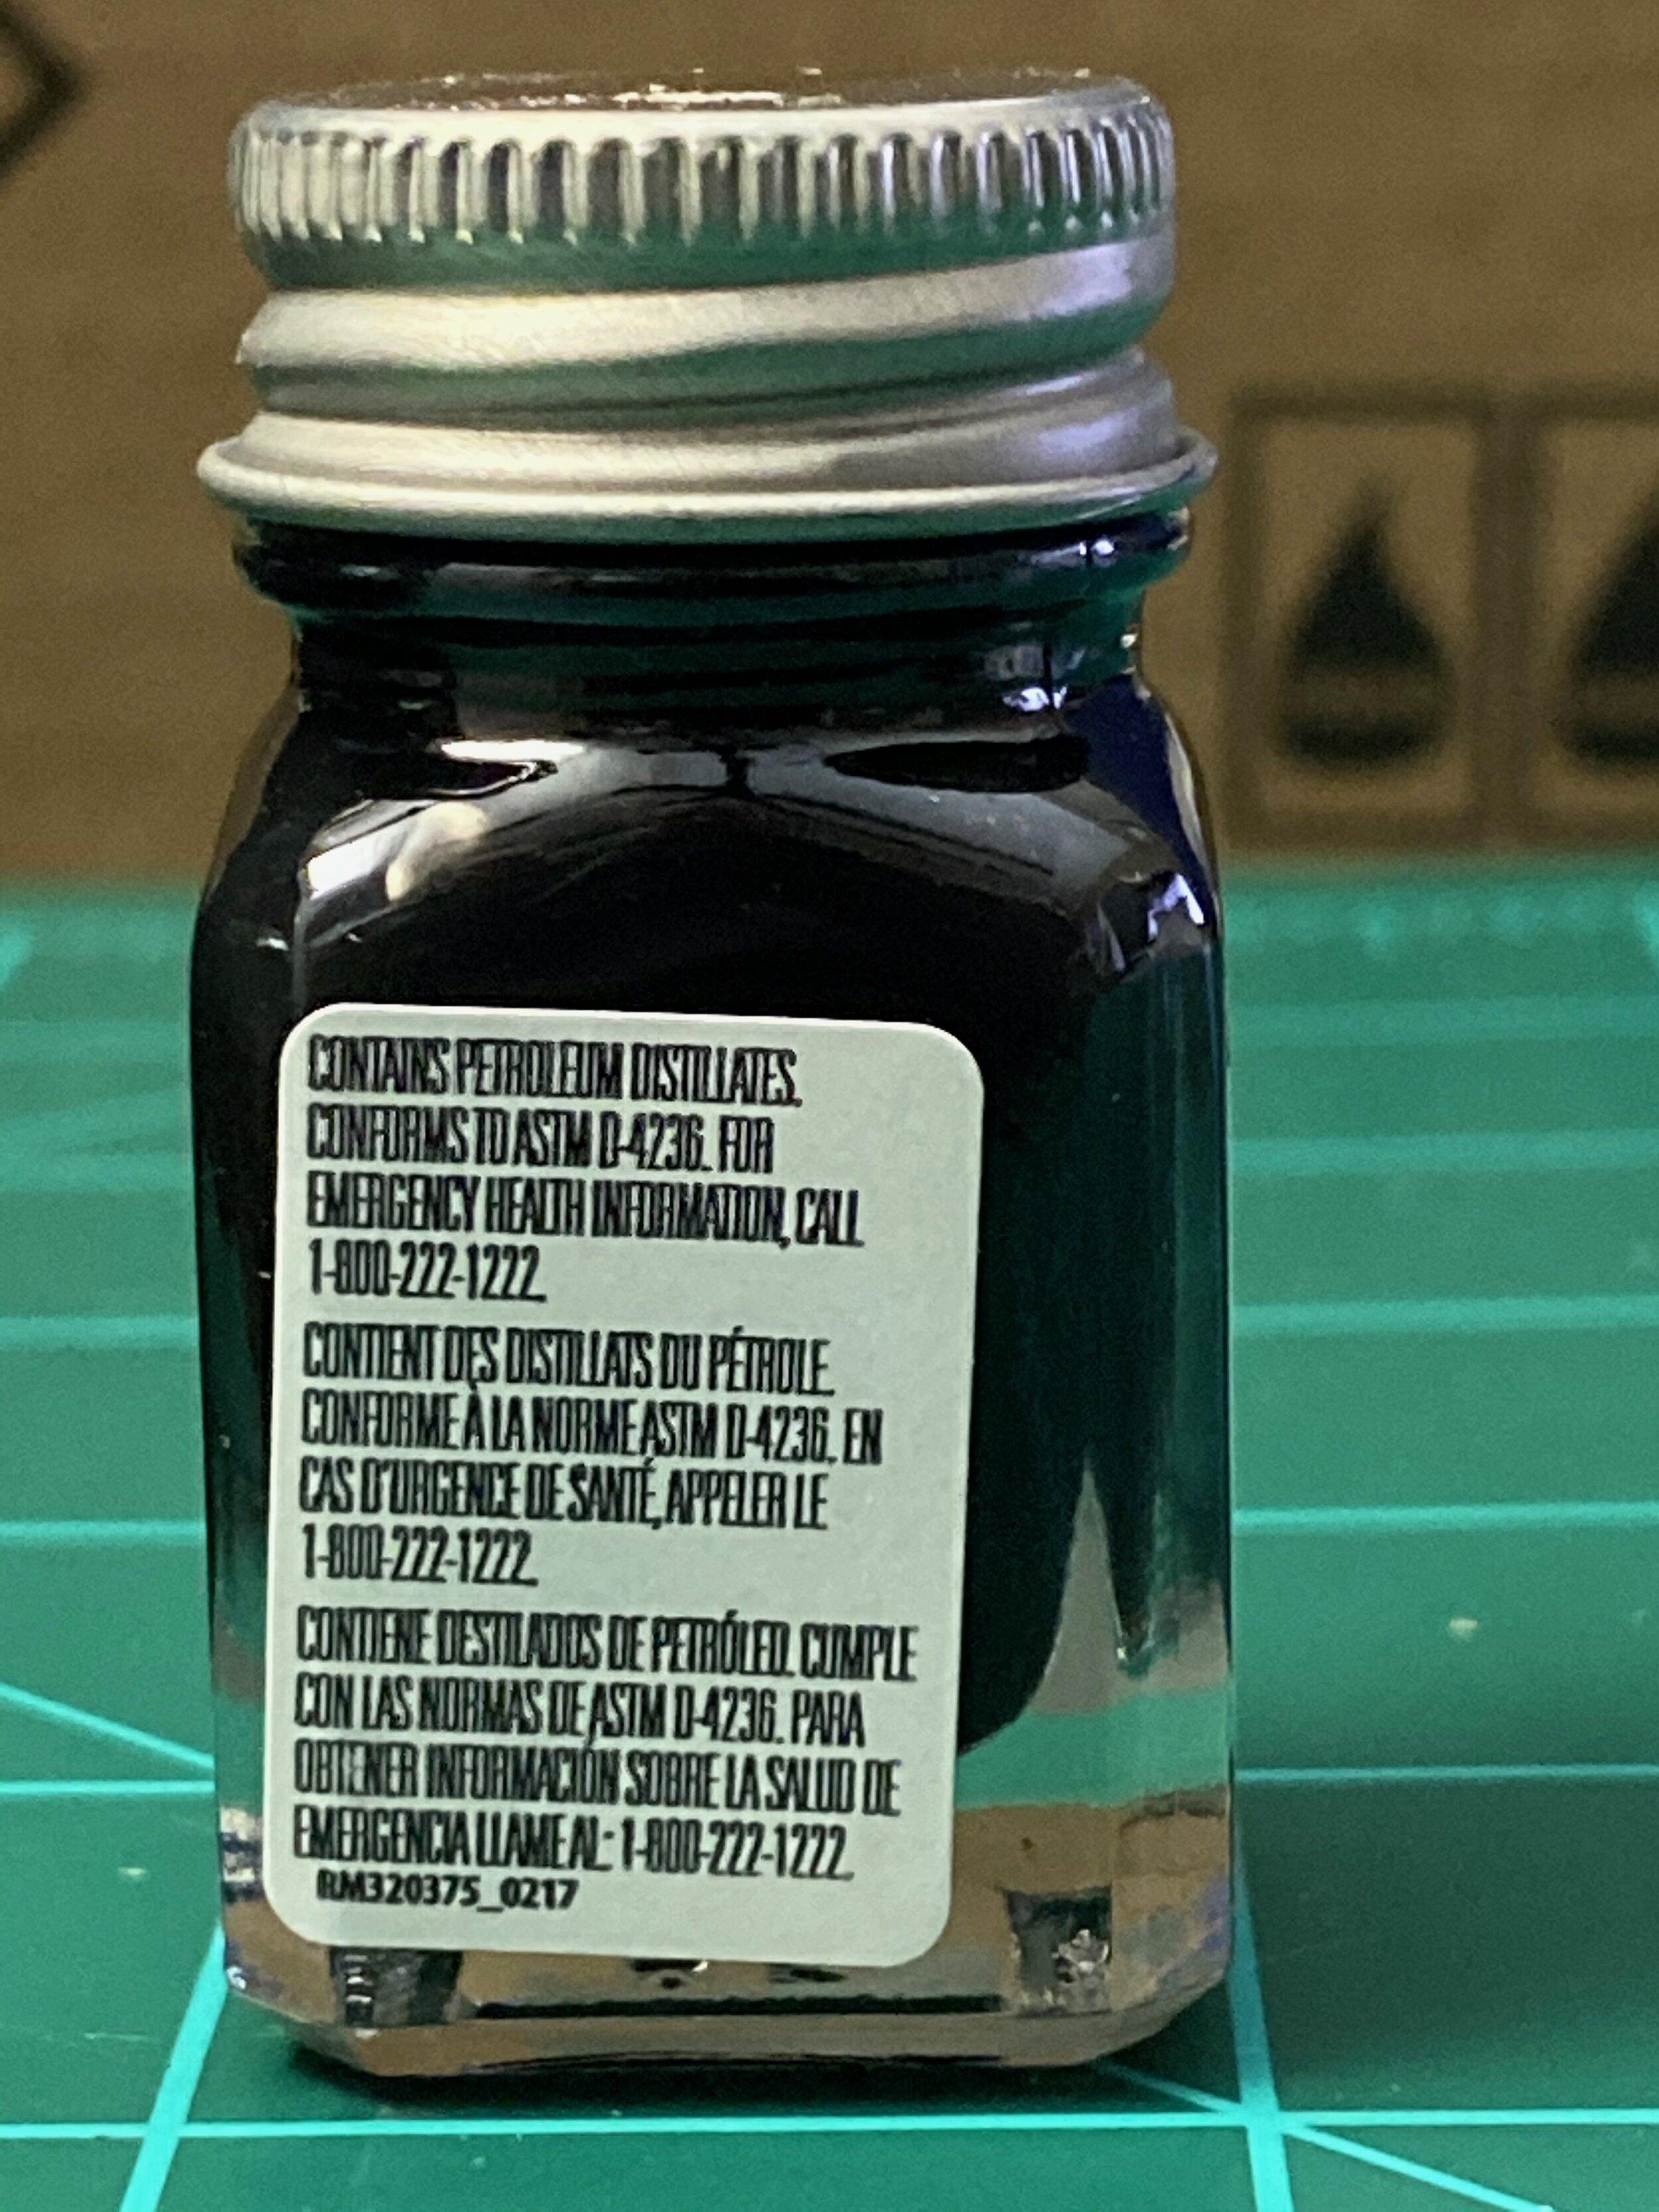 CONTAINS PETROLEUM DISTILLATES.
CONFORMS TO ASTM D-4236. FOR
EMERGENCY HEALTH INFORMATION, CALL
1-800-222-1222.
CONTIENT DES DISTILLATS DU PÉTROLE.
CONFORME À LA NORME ASTM D-4236. EN
CAS D'URGENCE DE SANTÉ, APPELER LE
1-800-222-1222.
CONTIENE DESTILADOS DE PETRÓLEO. CUMPLE
CON LAS NORMAS DE ASTM D-4236. PARA
OBTENER INFORMACIÓN SOBRE LA SALUD DE
EMERGENCIA LLAME AL: 1-800-222-1222.
RM320375_0217